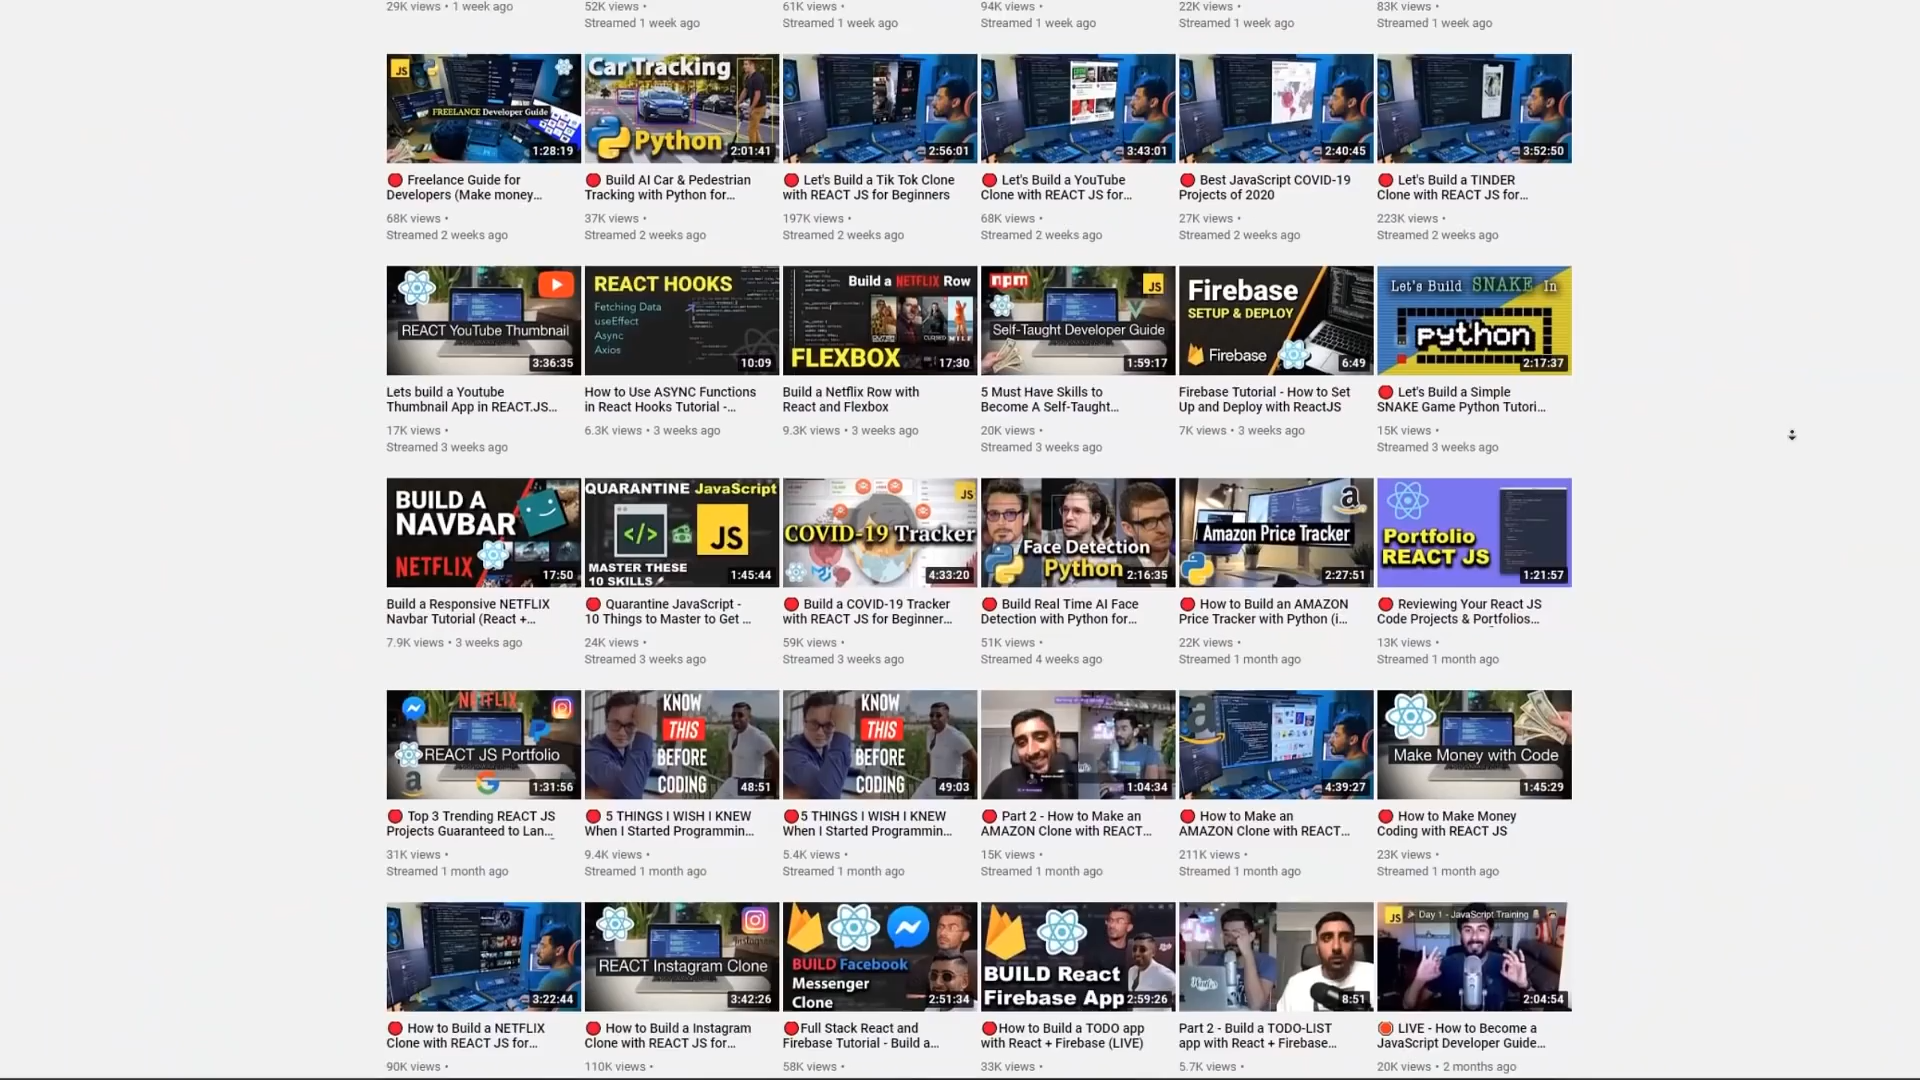 29K views • 1 week ago
52K views •
Streamed 1 week ago
61K views •
Streamed 1 week ago
94K views •
Streamed 1 week ago
22K views •
Streamed 1 week ago
83K views •
Streamed 1 week ago
JS
FREELANCE Developer Guide
1:28:19
Car Tracking
Python
2:01:41
2:56:01
3:43:01
2:40:45
3:52:50
Freelance Guide for
Developers (Make money...
68K views •
Streamed 2 weeks ago
Build AI Car & Pedestrian
Tracking with Python for...
37K views •
Streamed 2 weeks ago
Let's Build a Tik Tok Clone
with REACT JS for Beginners
197K views •
Streamed 2 weeks ago
Let's Build a YouTube
Clone with REACT JS for...
68K views •
Streamed 2 weeks ago
Best JavaScript COVID-19
Projects of 2020
27K views •
Streamed 2 weeks ago
Let's Build a TINDER
Clone with REACT JS for...
223K views •
Streamed 2 weeks ago
REACT YouTube Thumbnail
3:36:35
REACT HOOKS
Fetching Data
useEffect
Async
Axios
10:09
Build a NETFLIX Row
FLEXBOX
17:30
npm
JS
Self-Taught Developer Guide
1:59:17
Firebase
SETUP & DEPLOY
Firebase
6:49
Let's Build SNAKE In
python
2:17:37
Lets build a Youtube
Thumbnail App in REACT.JS...
17K views •
Streamed 3 weeks ago
How to Use ASYNC Functions
in React Hooks Tutorial -...
6.3K views • 3 weeks ago
Build a Netflix Row with
React and Flexbox
9.3K views • 3 weeks ago
5 Must Have Skills to
Become A Self-Taught...
20K views •
Streamed 3 weeks ago
Firebase Tutorial - How to Set
Up and Deploy with ReactJS
7K views • 3 weeks ago
Let's Build a Simple
SNAKE Game Python Tutori...
15K views •
Streamed 3 weeks ago
BUILD A
NAVBAR
NETFLIX
17:50
QUARANTINE JavaScript
</>
JS
MASTER THESE
10 SKILLS
1:45:44
JS
COVID-19 Tracker
4:33:20
Face Detection
Python
2:16:35
a
Amazon Price Tracker
2:27:51
Portfolio
REACT JS
1:21:57
Build a Responsive NETFLIX
Navbar Tutorial (React +...
7.9K views • 3 weeks ago
Quarantine JavaScript -
10 Things to Master to Get ...
24K views •
Streamed 3 weeks ago
Build a COVID-19 Tracker
with REACT JS for Beginner...
59K views •
Streamed 3 weeks ago
Build Real Time AI Face
Detection with Python for...
51K views •
Streamed 4 weeks ago
How to Build an AMAZON
Price Tracker with Python (i...
22K views •
Streamed 1 month ago
Reviewing Your React JS
Code Projects & Portfolios...
13K views •
Streamed 1 month ago
NETFLIX
REACT JS Portfolio
a
G
1:31:56
KNOW
THIS
BEFORE
CODING
48:51
KNOW
THIS
BEFORE
CODING
49:03
1:04:34
a
4:39:27
Make Money with Code
1:45:29
Top 3 Trending REACT JS
Projects Guaranteed to Lan...
31K views •
Streamed 1 month ago
5 THINGS I WISH I KNEW
When I Started Programmin...
9.4K views •
Streamed 1 month ago
5 THINGS I WISH I KNEW
When I Started Programmin...
5.4K views •
Streamed 1 month ago
Part 2 - How to Make an
AMAZON Clone with REACT...
15K views •
Streamed 1 month ago
How to Make an
AMAZON Clone with REACT...
211K views •
Streamed 1 month ago
How to Make Money
Coding with REACT JS
23K views •
Streamed 1 month ago
3:22:44
Instagram
REACT Instagram Clone
3:42:26
BUILD Facebook
Messenger
Clone
2:51:34
BUILD React
Firebase App
2:59:26
8:51
JS
Day 1 - JavaScript Training
2:04:54
How to Build a NETFLIX
Clone with REACT JS for...
90K views •
How to Build a Instagram
Clone with REACT JS for...
110K views •
Full Stack React and
Firebase Tutorial - Build a...
58K views •
How to Build a TODO app
with React + Firebase (LIVE)
33K views •
Part 2 - Build a TODO-LIST
app with React + Firebase...
5.7K views •
LIVE - How to Become a
JavaScript Developer Guide...
20K views • 2 months ago